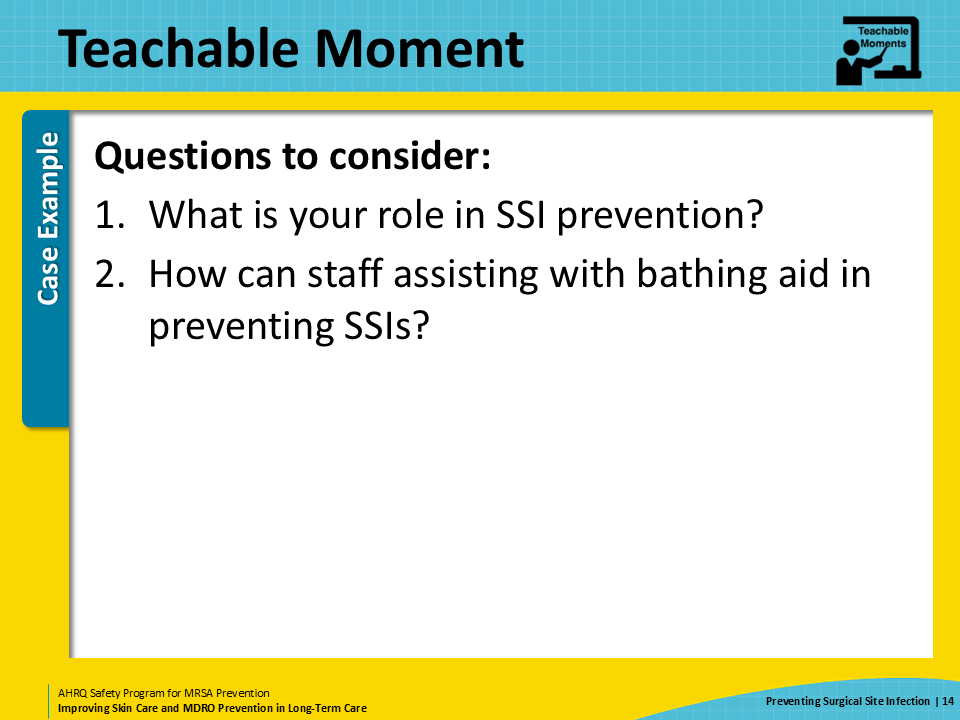 Teachable Moment
Teachable
Moments
Case Example
Questions to consider:
1. What is your role in SSI prevention?
2. How can staff assisting with bathing aid in
preventing SSIs?
AHRQ Safety Program for MRSA Prevention
Improving Skin Care and MDRO Prevention in Long-Term Care
Preventing Surgical Site Infection | 14